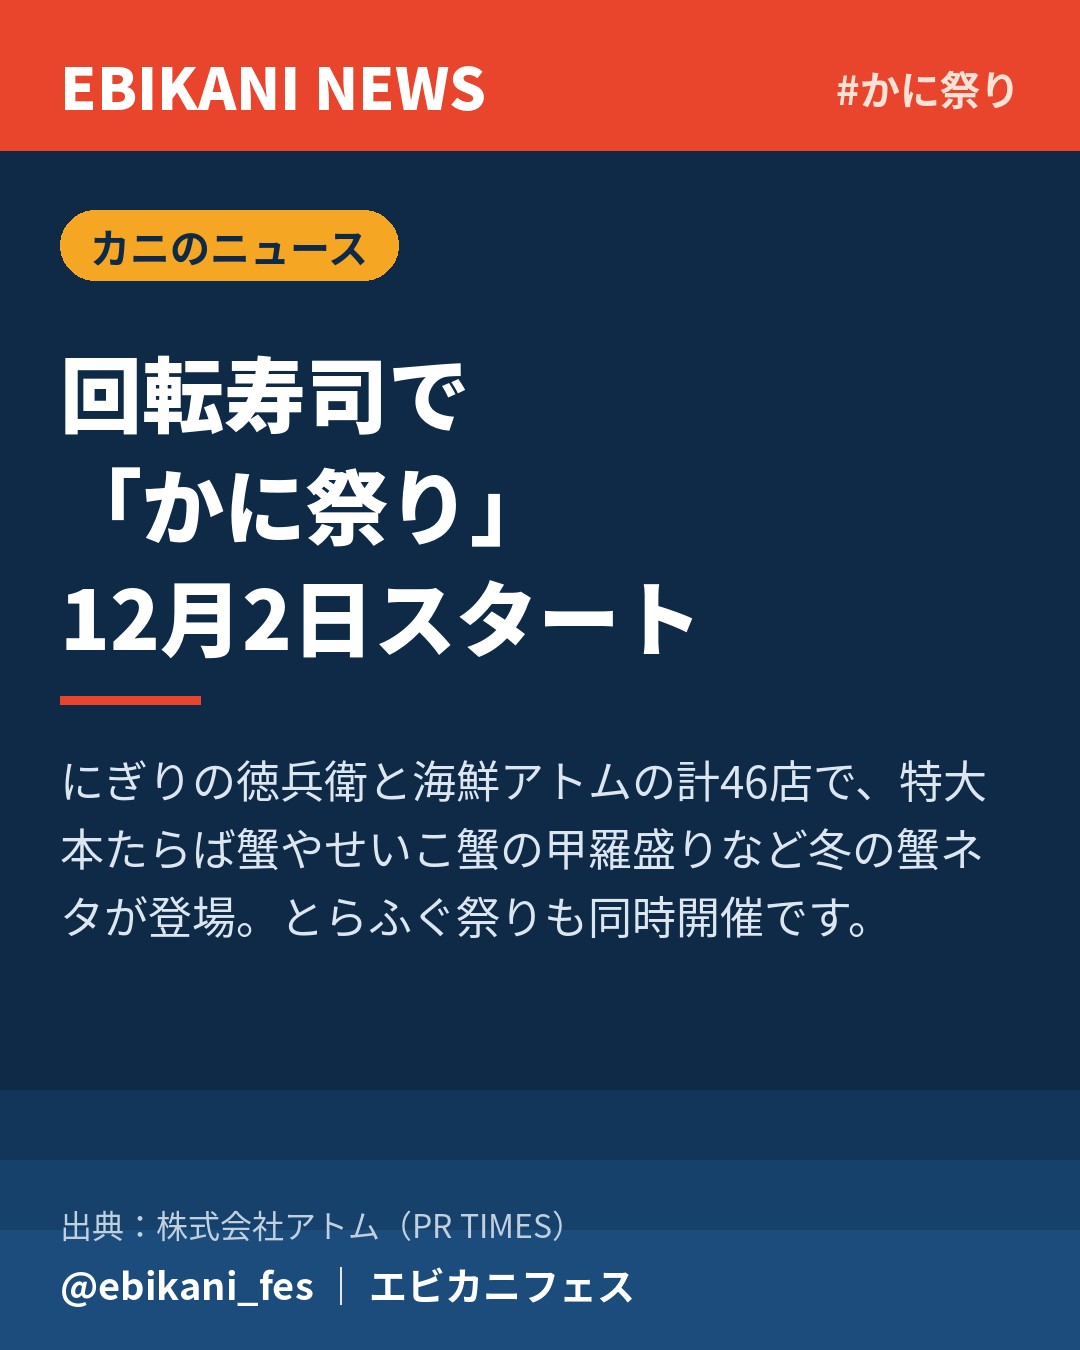 EBIKANI NEWS
#かに祭り
カニのニュース
回転寿司で
「かに祭り」
12月2日スタート
にぎりの徳兵衛と海鮮アトムの計46店で、特大
本たらば蟹やせいこ蟹の甲羅盛りなど冬の蟹ネ
タが登場。とらふぐ祭りも同時開催です。
出典：株式会社アトム（PR TIMES）
@ebikani_fes ｜ エビカニフェス